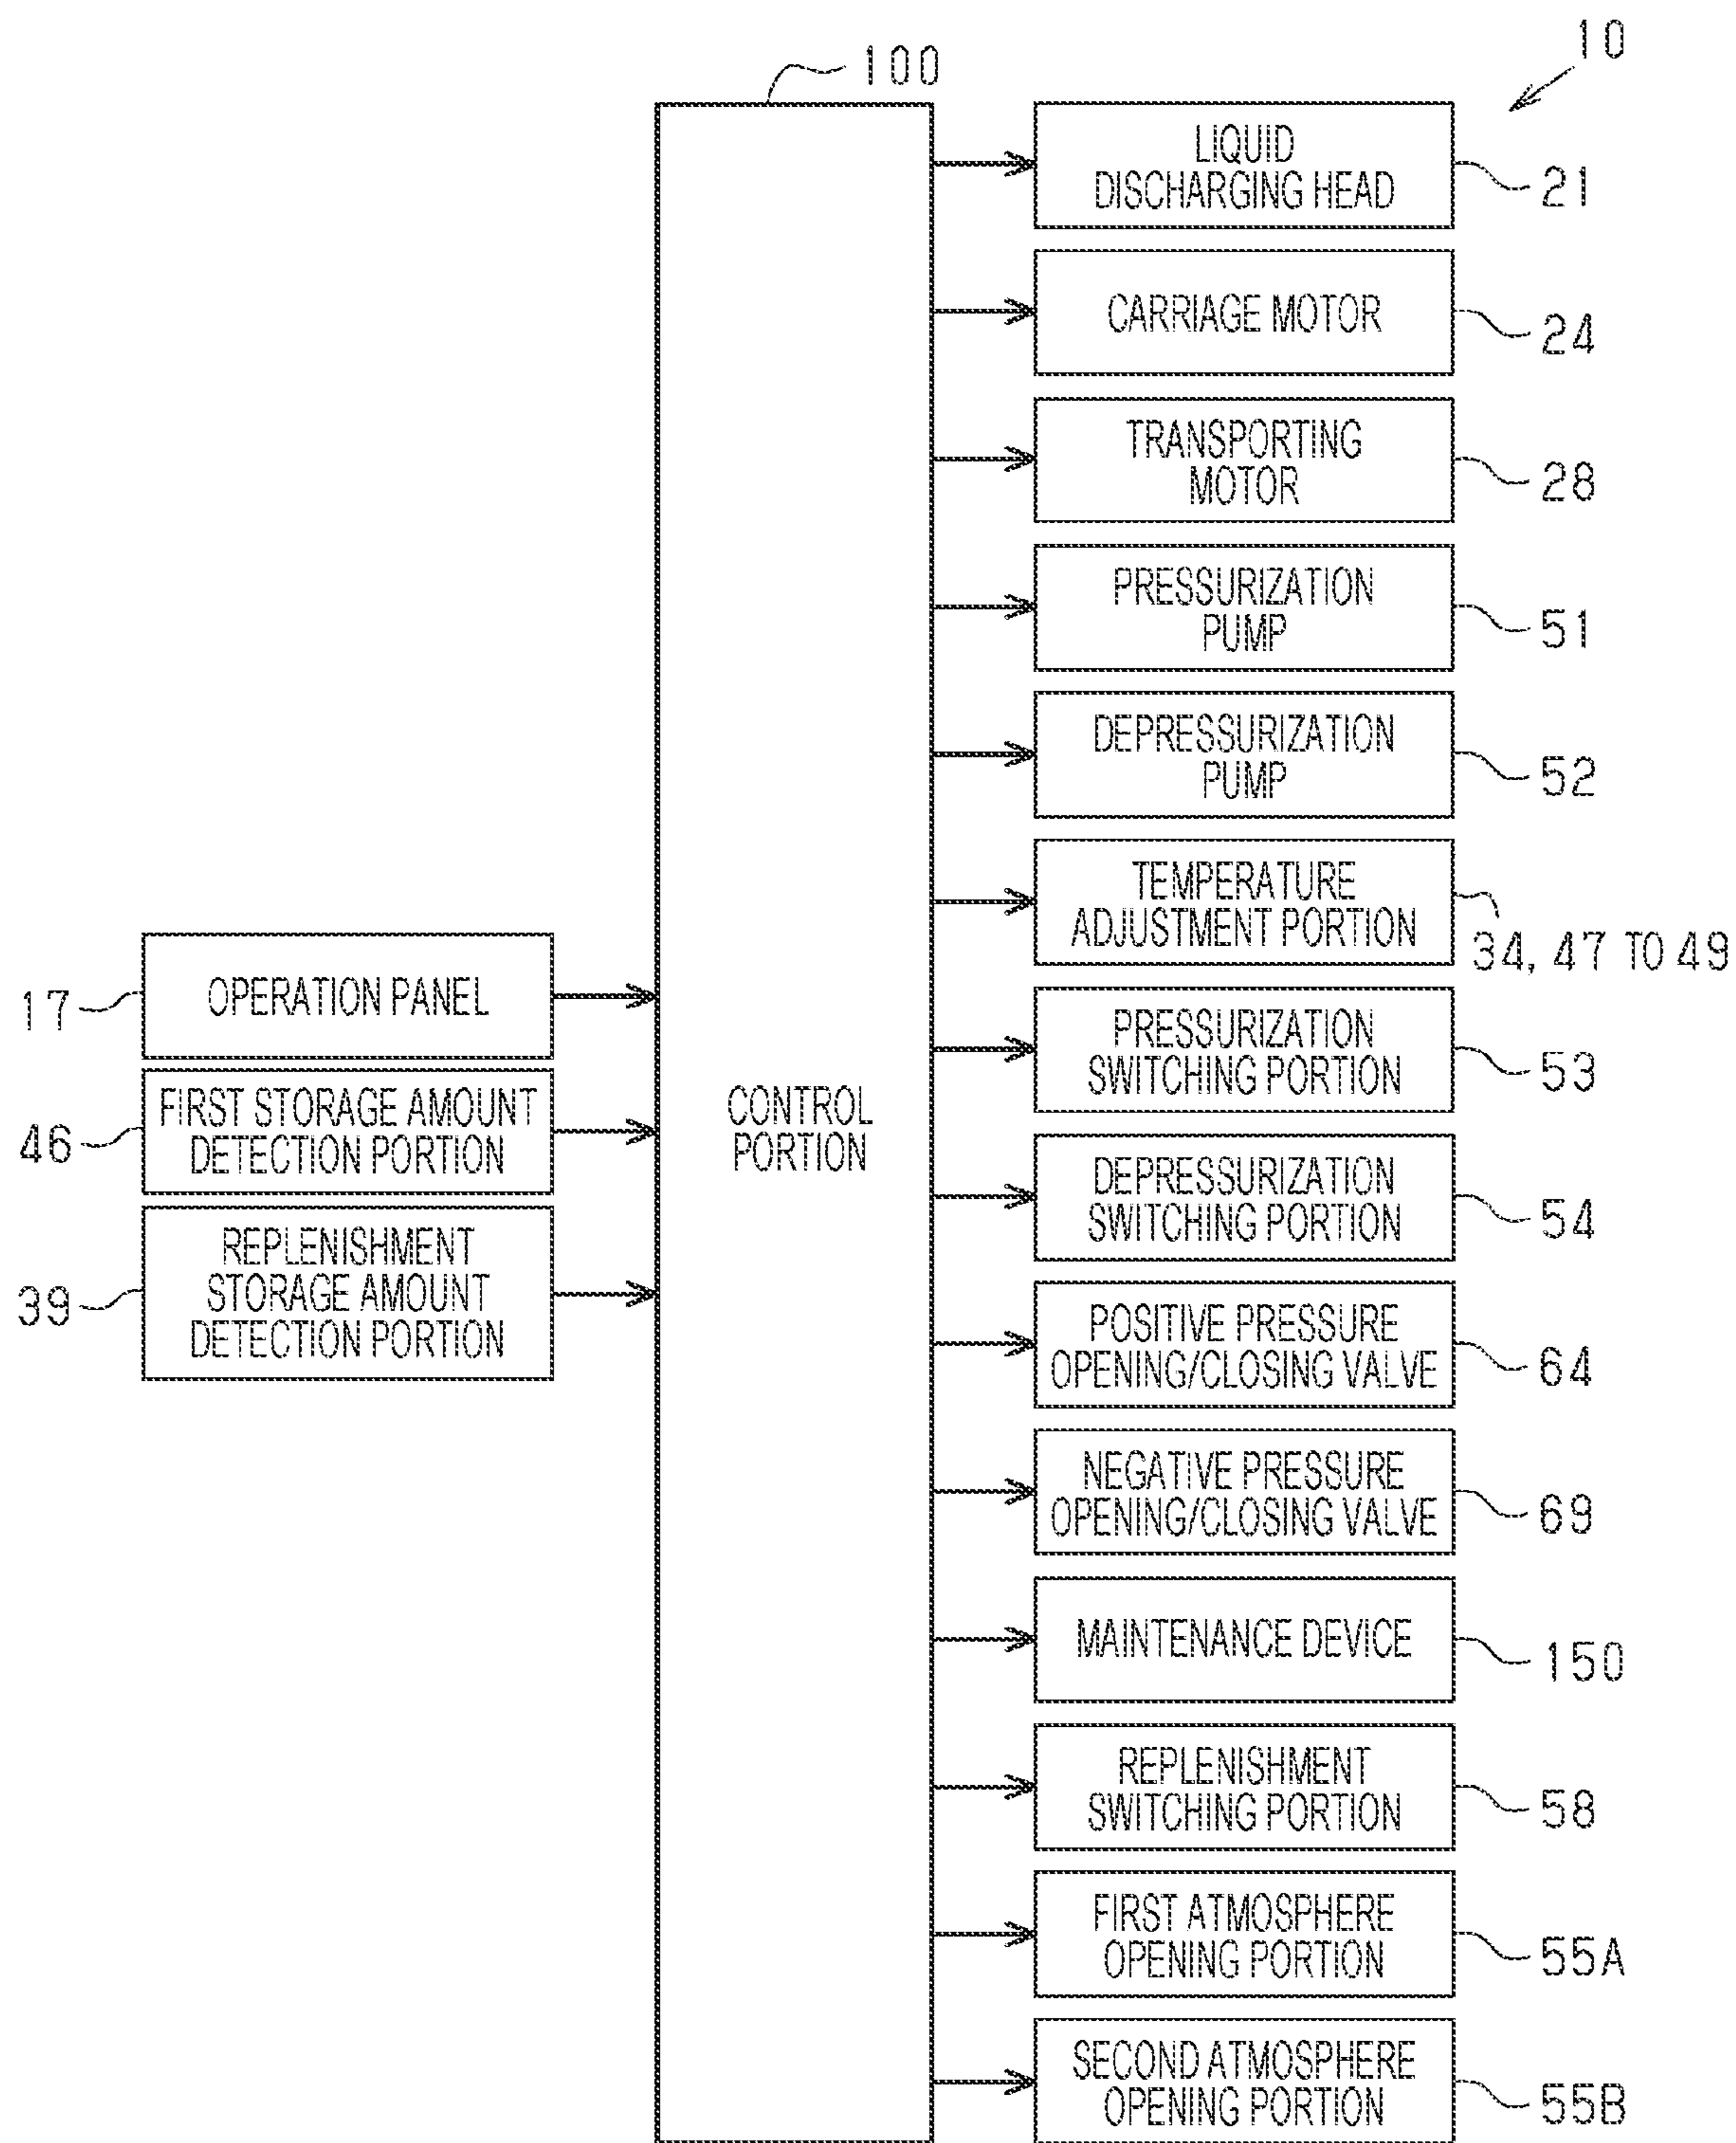 10
100
LIQUID
DISCHARGING HEAD
21
CARRIAGE MOTOR
24
TRANSPORTING
MOTOR
28
PRESSURIZATION
PUMP
51
DEPRESSURIZATION
PUMP
52
TEMPERATURE
ADJUSTMENT PORTION
34, 47 TO 49
17
OPERATION PANEL
PRESSURIZATION
SWITCHING PORTION
53
46
FIRST STORAGE AMOUNT
DETECTION PORTION
CONTROL
PORTION
DEPRESSURIZATION
SWITCHING PORTION
54
39
REPLENISHMENT
STORAGE AMOUNT
DETECTION PORTION
POSITIVE PRESSURE
OPENING/CLOSING VALVE
64
NEGATIVE PRESSURE
OPENING/CLOSING VALVE
69
MAINTENANCE DEVICE
150
REPLENISHMENT
SWITCHING PORTION
58
FIRST ATMOSPHERE
OPENING PORTION
55A
SECOND ATMOSPHERE
OPENING PORTION
55B